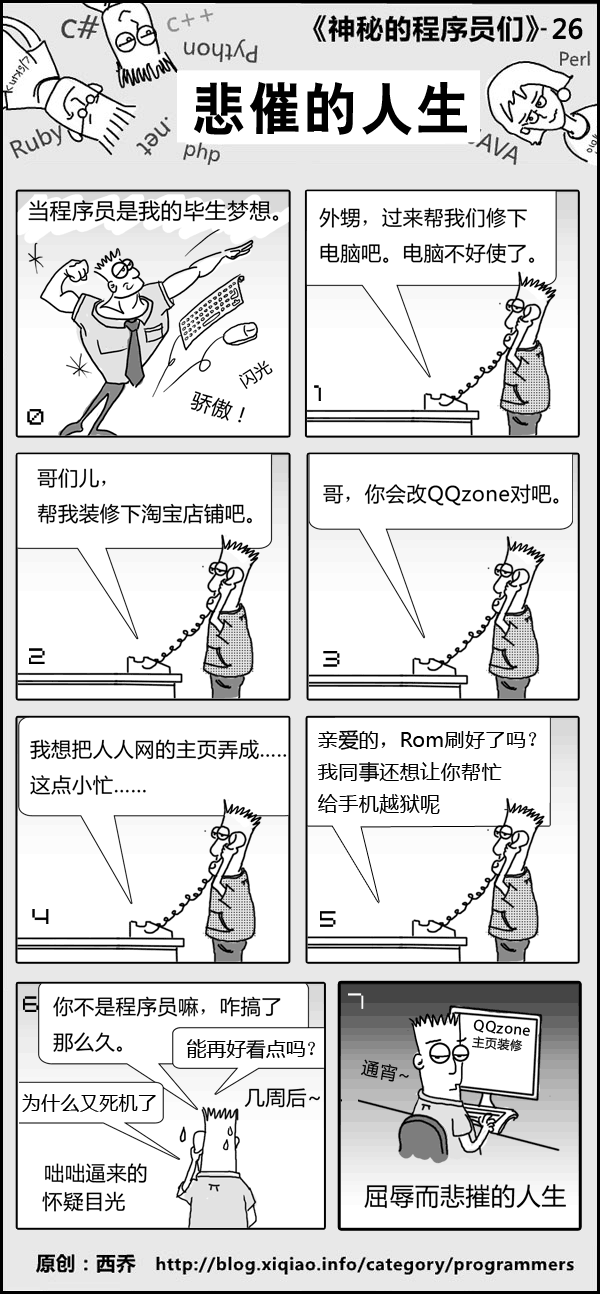 《神秘的程序员们》- 26
C#
C++
Python
Perl
Ruby
.net
php
JAVA
悲催的人生
当程序员是我的毕生梦想。
闪光
骄傲！
0
外甥，过来帮我们修下
电脑吧。电脑不好使了。
1
哥们儿，
帮我装修下淘宝店铺吧。
2
哥，你会改QQzone对吧。
3
我想把人人网的主页弄成.....
这点小忙......
4
亲爱的，Rom刷好了吗？
我同事还想让你帮忙
给手机越狱呢
5
6
你不是程序员嘛，咋搞了
那么久。
能再好看点吗？
为什么又死机了
几周后~
咄咄逼来的
怀疑目光
7
QQzone
主页装修
通宵~
屈辱而悲摧的人生
原创：西乔 http://blog.xiqiao.info/category/programmers